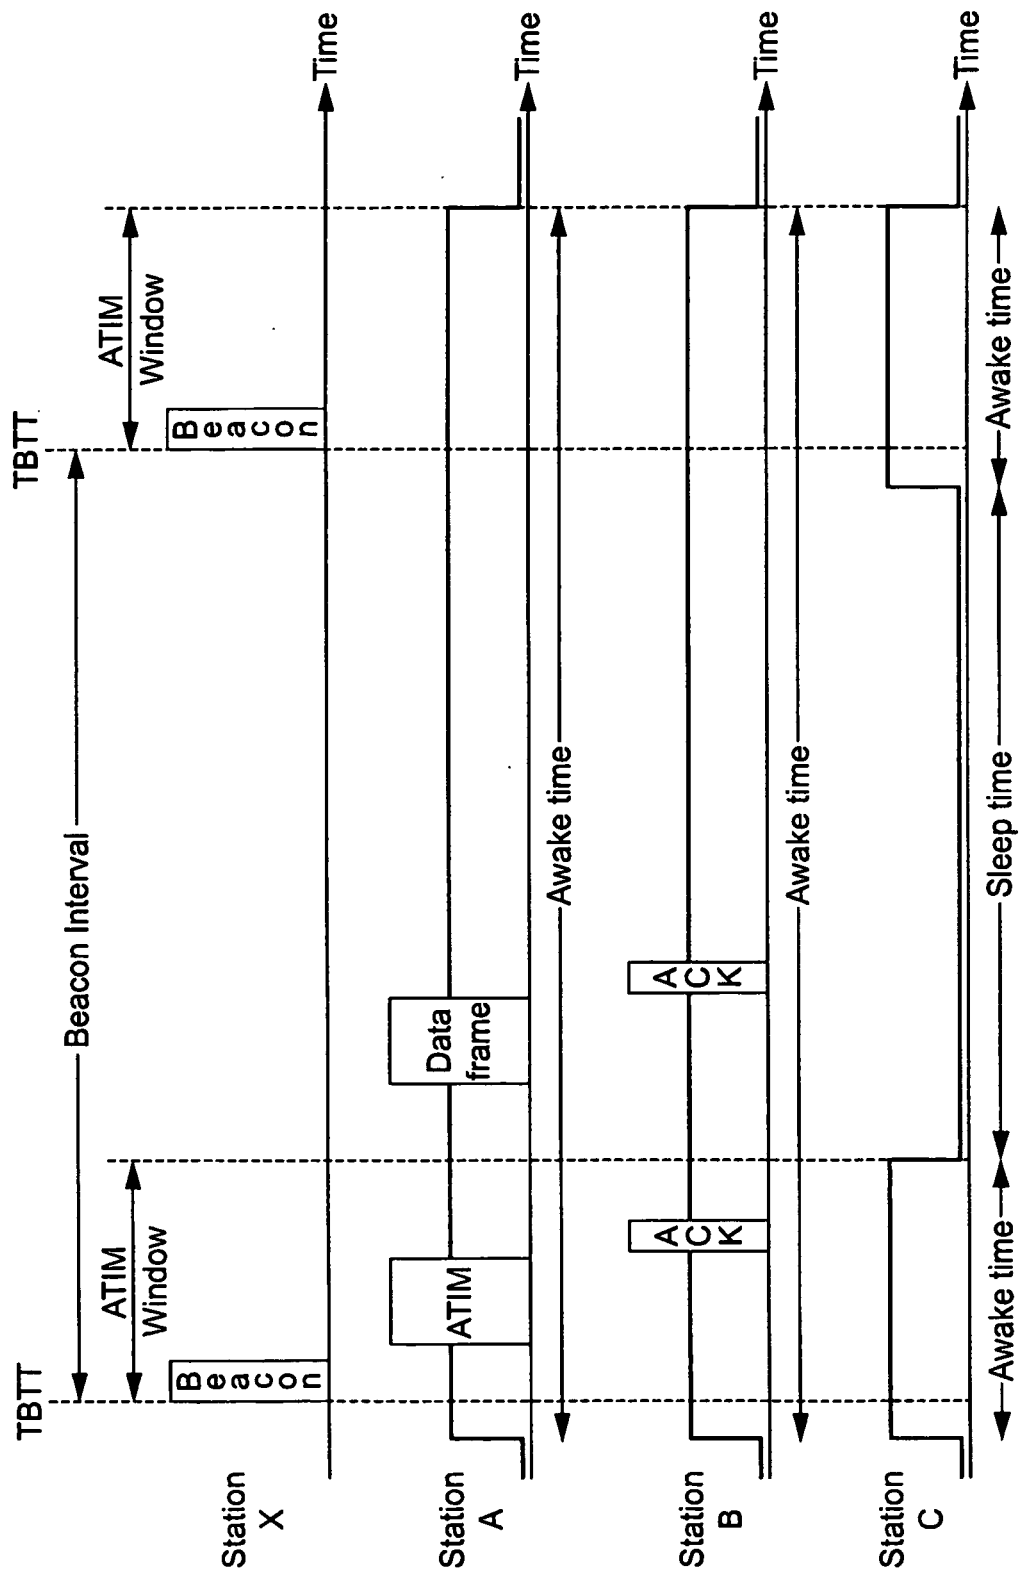 TBTT
TBTT
Beacon Interval
ATIM
Window
ATIM
Window
Station
X
Beacon
Beacon
Time
Station
A
ATIM
Data
frame
Time
Awake time
Station
B
ACK
ACK
Time
Awake time
Station
C
Time
Awake time
Sleep time
Awake time